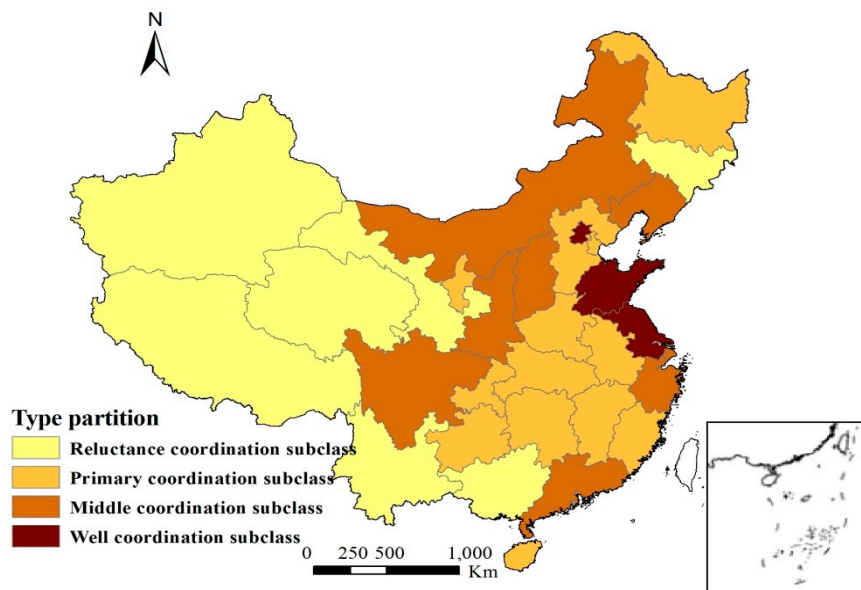 N
Type partition
Reluctance coordination subclass
Primary coordination subclass
Middle coordination subclass
Well coordination subclass
0 250 500 1,000
Km